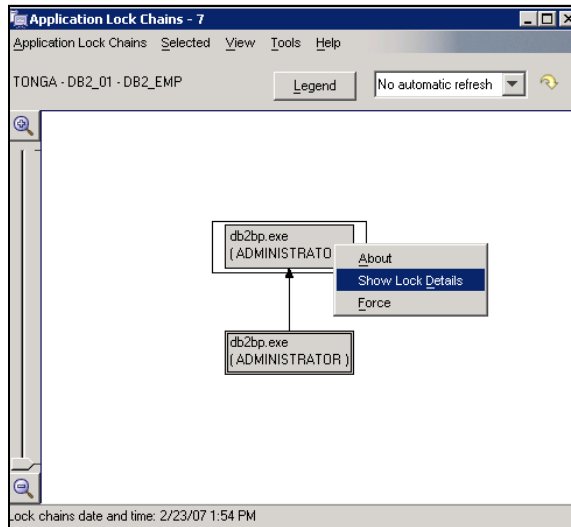 Application Lock Chains - 7
Application Lock Chains Selected View Tools Help
TONGA - DB2_01 - DB2_EMP
Legend
No automatic refresh
db2bp.exe
( ADMINISTRATO
About
Show Lock Details
Force
db2bp.exe
( ADMINISTRATOR )
Lock chains date and time: 2/23/07 1:54 PM